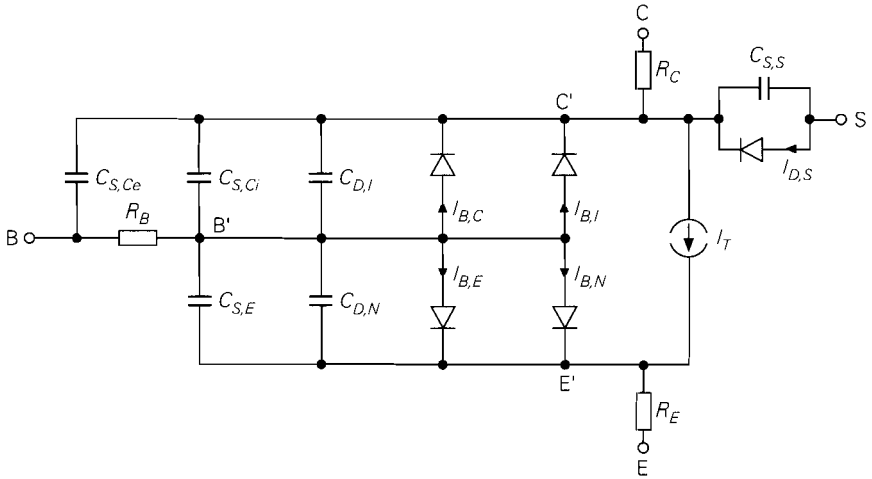 C
C_{S,S}
R_C
C'
S
I_{D,S}
C_{S,Ce}
C_{S,Ci}
C_{D,I}
I_{B,C}
I_{B,I}
R_B
B'
B
I_T
I_{B,E}
I_{B,N}
C_{S,E}
C_{D,N}
E'
R_E
E